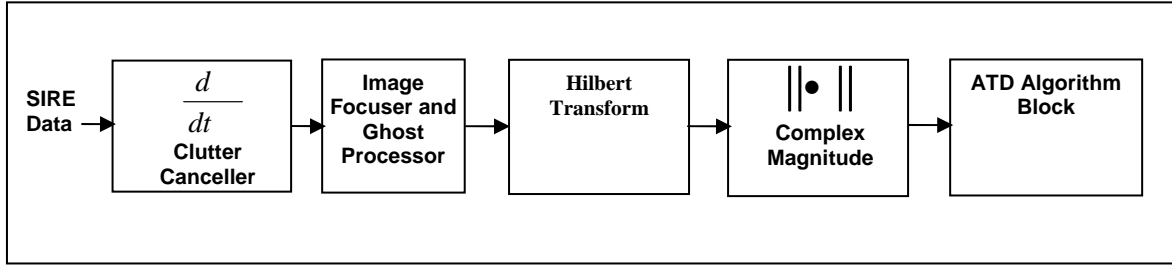 SIRE
Data
d
dt
Clutter
Canceller
Image
Focuser and
Ghost
Processor
Hilbert
Transform
||• ||
Complex
Magnitude
ATD Algorithm
Block